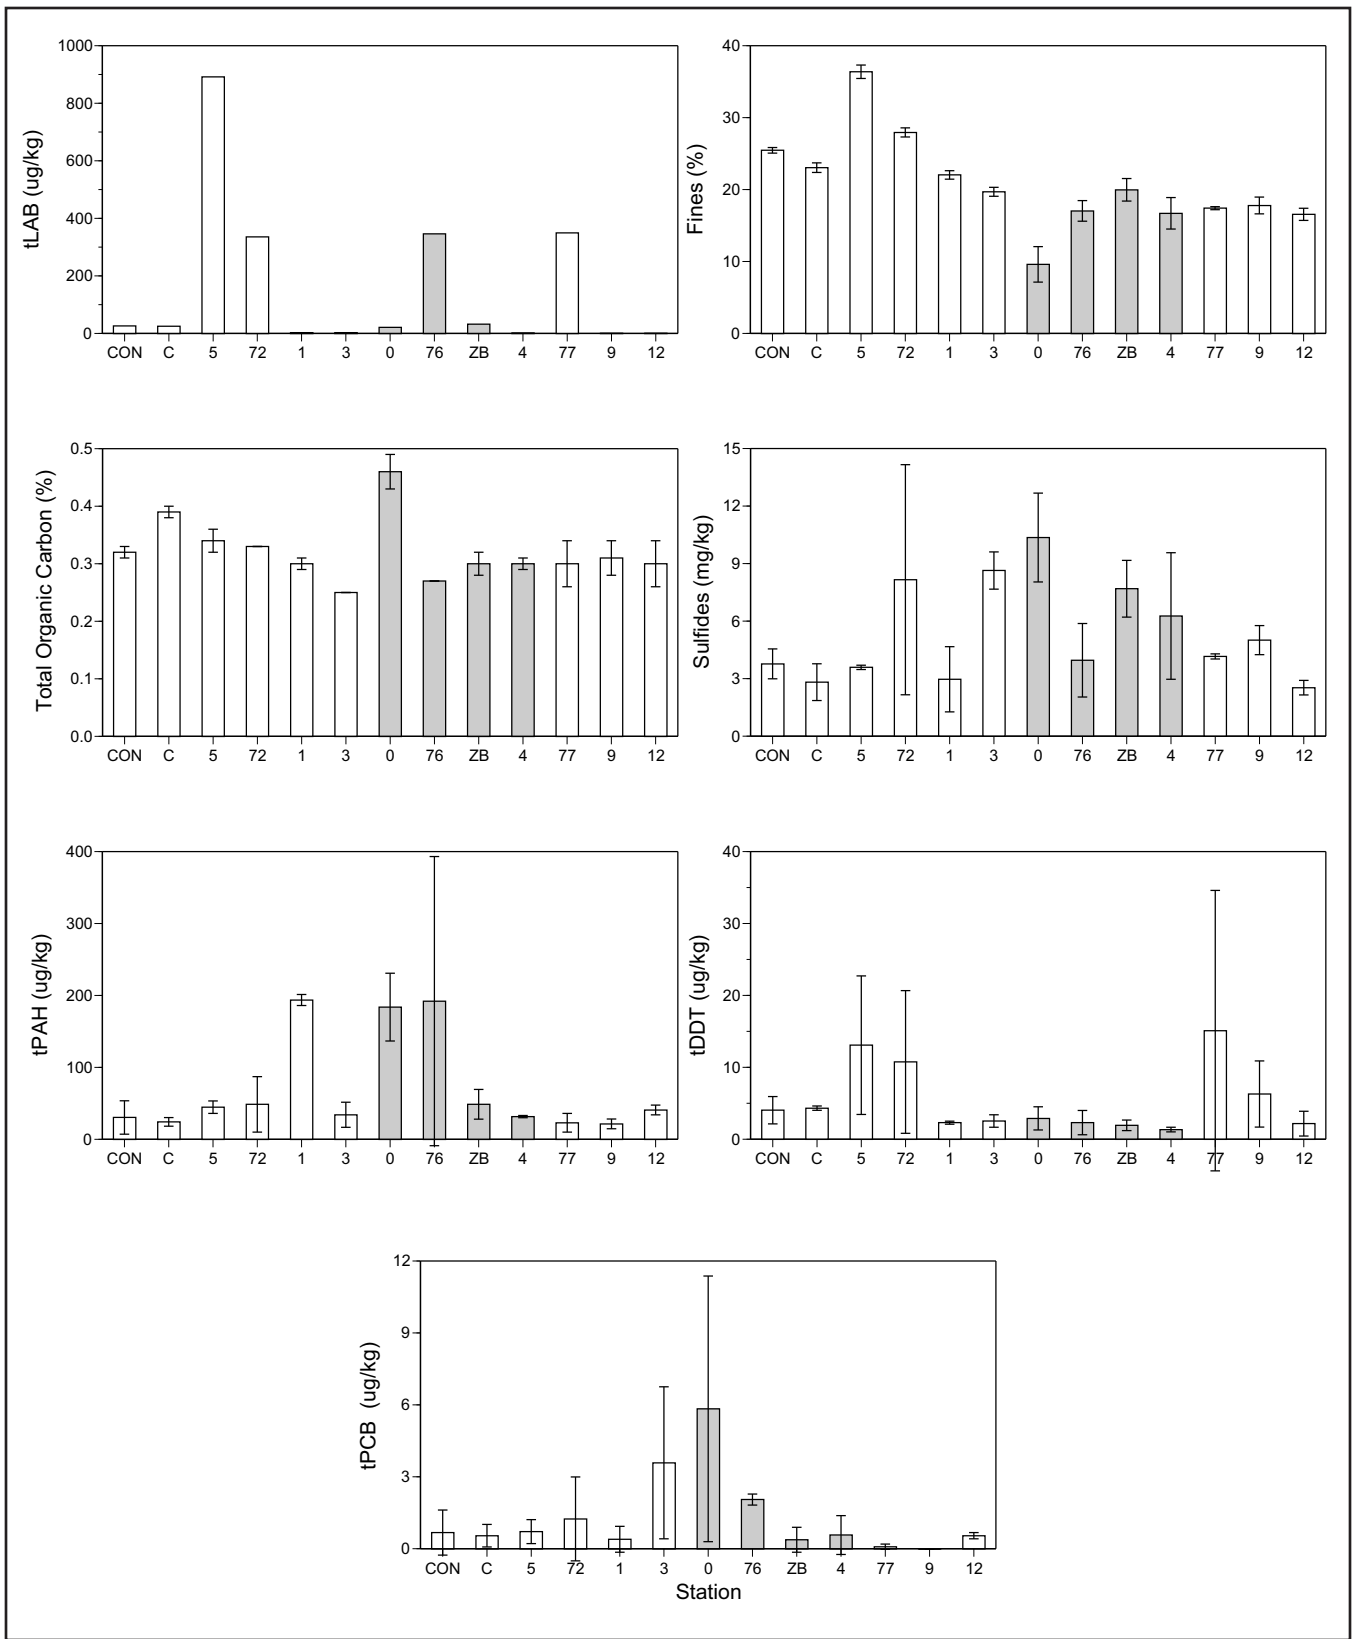 tLAB (ug/kg)
1000
800
600
400
200
0
CON C 5 72 1 3 0 76 ZB 4 77 9 12
Fines (%)
40
30
20
10
0
CON C 5 72 1 3 0 76 ZB 4 77 9 12
Total Organic Carbon (%)
0.5
0.4
0.3
0.2
0.1
0.0
CON C 5 72 1 3 0 76 ZB 4 77 9 12
Sulfides (mg/kg)
15
12
9
6
3
0
CON C 5 72 1 3 0 76 ZB 4 77 9 12
tPAH (ug/kg)
400
300
200
100
0
CON C 5 72 1 3 0 76 ZB 4 77 9 12
tDDT (ug/kg)
40
30
20
10
0
CON C 5 72 1 3 0 76 ZB 4 77 9 12
tPCB (ug/kg)
12
9
6
3
0
CON C 5 72 1 3 0 76 ZB 4 77 9 12
Station